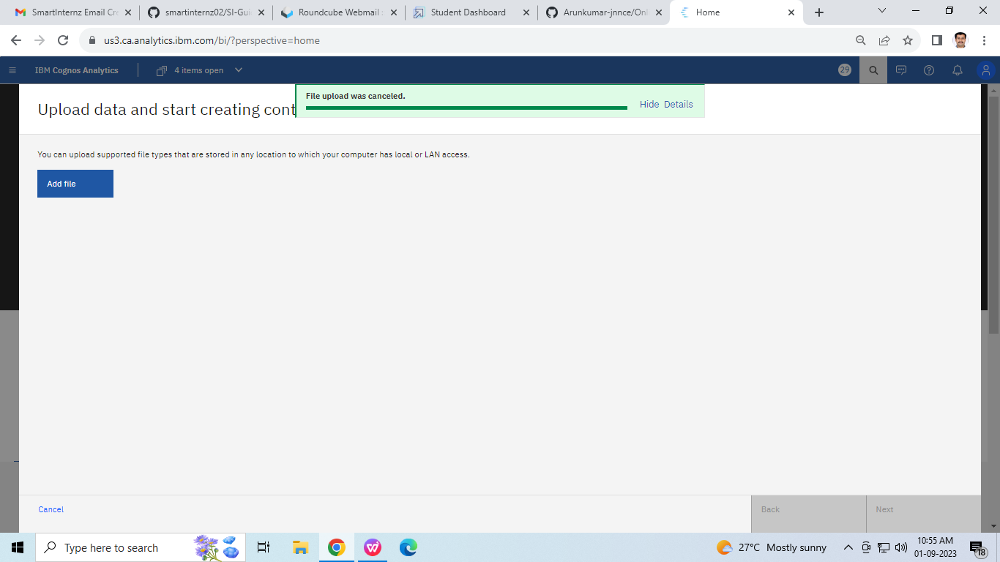 SmartInternz Email Cre
smartinternz02/SI-Gui
Roundcube Webmail :
Student Dashboard
Arunkumar-jnnce/Onl
Home
us3.ca.analytics.ibm.com/bi/?perspective=home
IBM Cognos Analytics
4 items open
29
File upload was canceled.
Hide Details
Upload data and start creating cont
You can upload supported file types that are stored in any location to which your computer has local or LAN access.
Add file
Cancel
Back
Next
Type here to search
27°C Mostly sunny
10:55 AM
01-09-2023
18